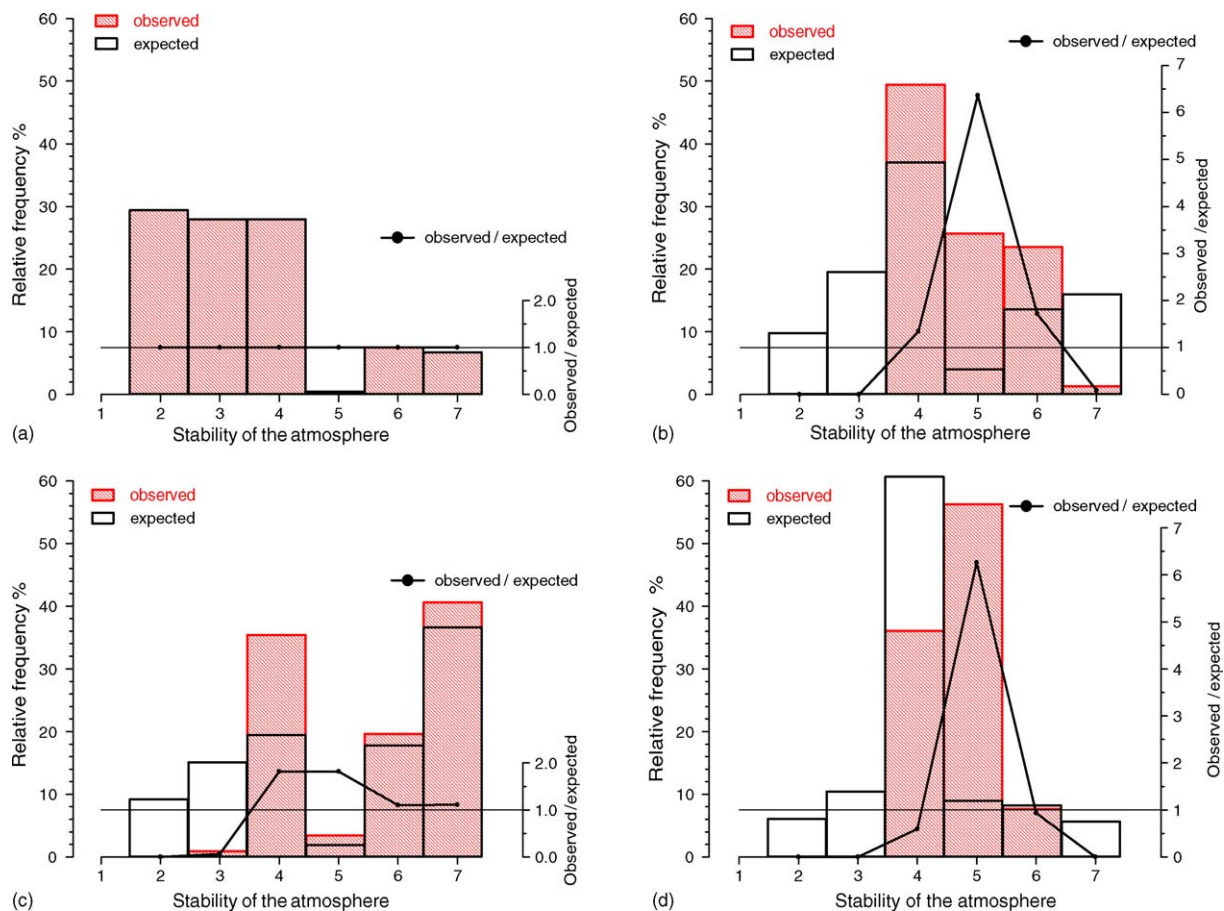 60
50
40
30
20
10
0
Relative frequency %
observed
expected
observed / expected
2.0
1.0
0.0
Observed / expected
1 2 3 4 5 6 7
(a) Stability of the atmosphere
60
50
40
30
20
10
0
Relative frequency %
observed
expected
observed / expected
7
6
5
4
3
2
1
0
Observed /expected
1 2 3 4 5 6 7
(b) Stability of the atmosphere
60
50
40
30
20
10
0
Relative frequency %
observed
expected
observed / expected
2.0
1.0
0.0
Observed /expected
1 2 3 4 5 6 7
(c) Stability of the atmosphere
60
50
40
30
20
10
0
Relative frequency %
observed
expected
observed / expected
7
6
5
4
3
2
1
0
Observed /expected
1 2 3 4 5 6 7
(d) Stability of the atmosphere